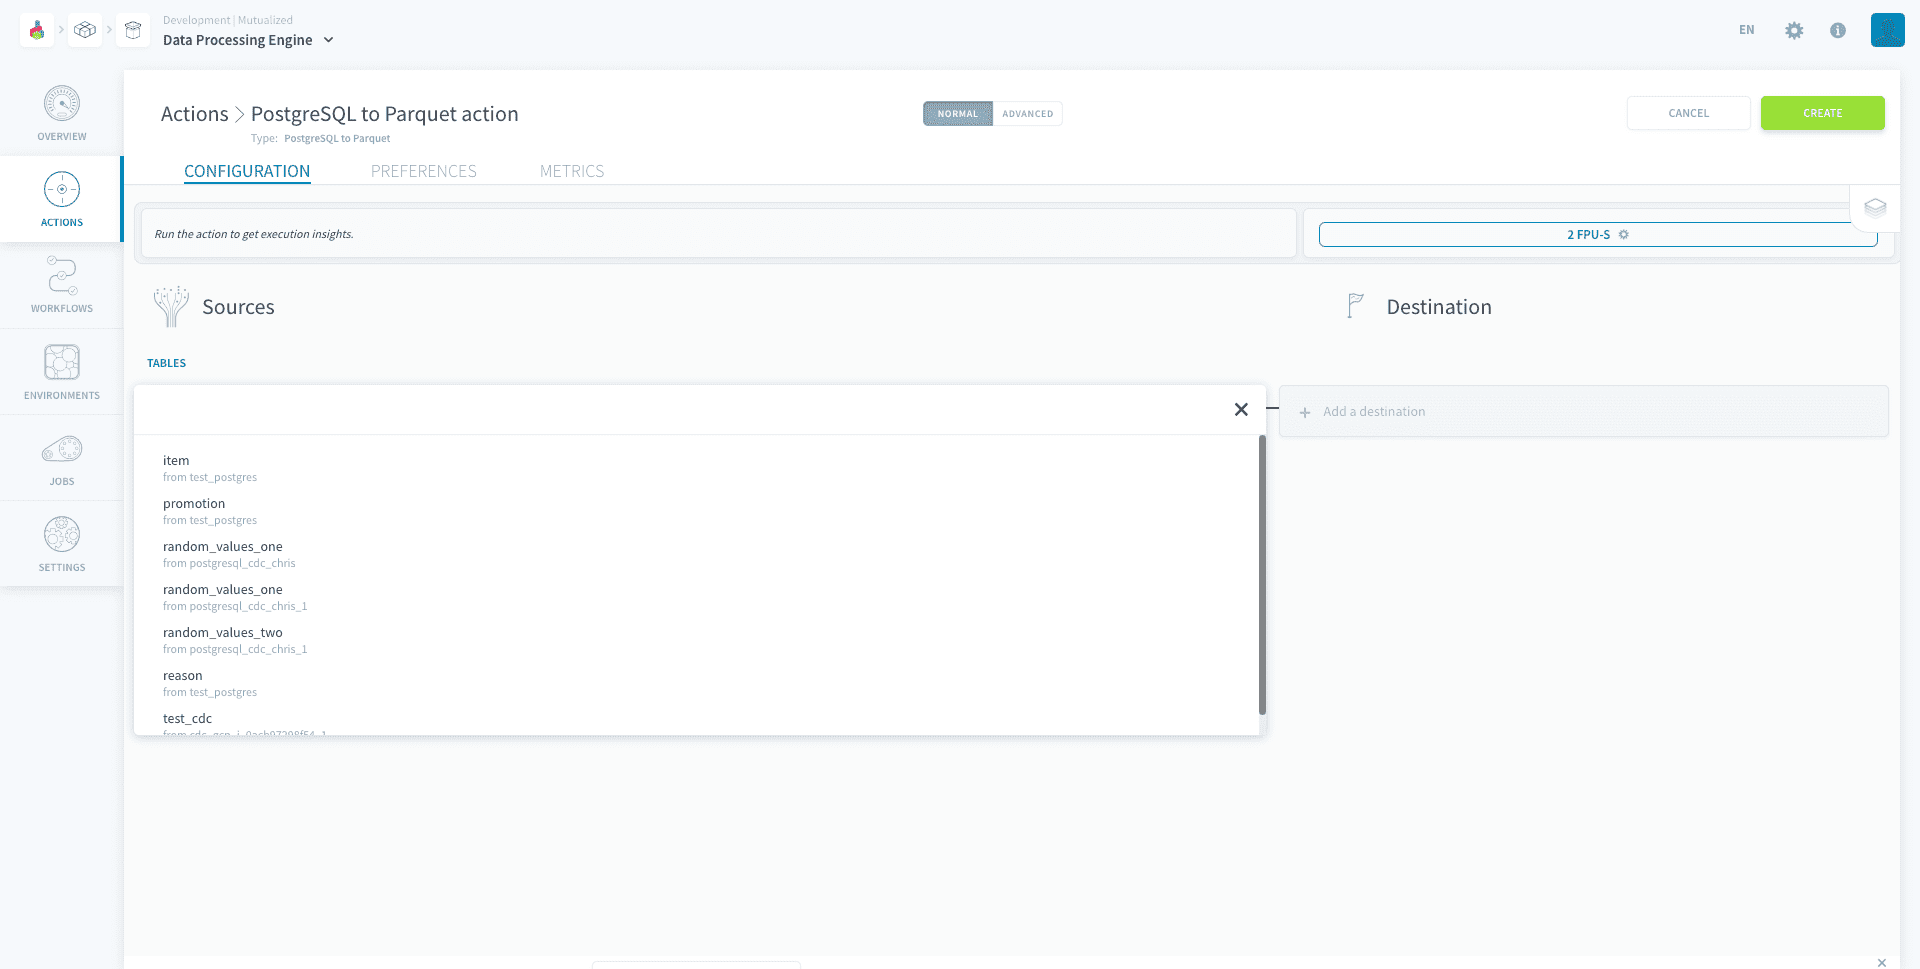 Development | Mutualized
Data Processing Engine
EN
OVERVIEW
ACTIONS
WORKFLOWS
ENVIRONMENTS
JOBS
SETTINGS
Actions > PostgreSQL to Parquet action
Type: PostgreSQL to Parquet
NORMAL ADVANCED
CANCEL
CREATE
CONFIGURATION PREFERENCES METRICS
Run the action to get execution insights.
2 FPU-S
Sources
Destination
TABLES
Add a destination
item
from test_postgres
promotion
from test_postgres
random_values_one
from postgresql_cdc_chris
random_values_one
from postgresql_cdc_chris_1
random_values_two
from postgresql_cdc_chris_1
reason
from test_postgres
test_cdc
from